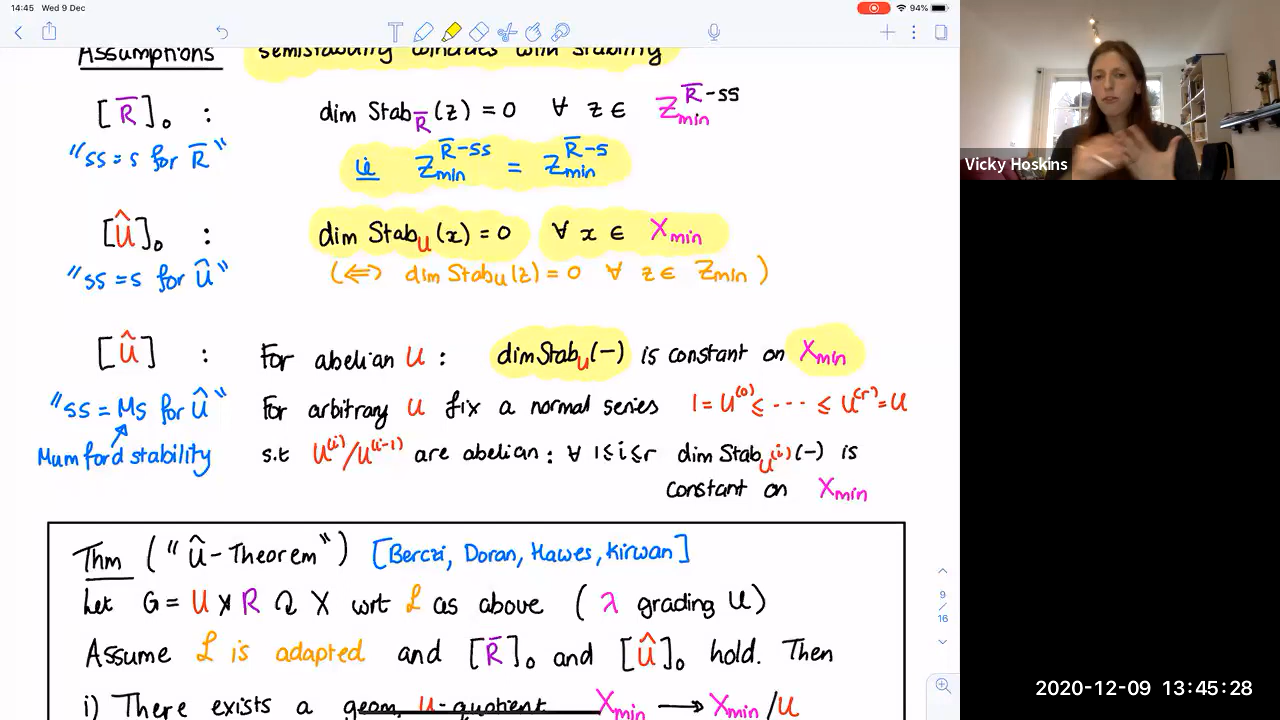 14:45 Wed 9 Dec
94%
Assumptions semistability coincides with stability
[R̄]₀ : dim Stab_R̄(z) = 0 ∀ z ∈ Z_min^{R̄-ss}
"ss=s for R̄" ie Z_min^{R̄-ss} = Z_min^{R̄-s}
[Û]₀ : dim Stab_U(x) = 0 ∀ x ∈ X_min
"ss=s for Û" (⇔ dim Stab_U(z) = 0 ∀ z ∈ Z_min)
[Û] : For abelian U : dim Stab_U(-) is constant on X_min
"ss = Ms for Û" For arbitrary U fix a normal series 1 = U^(0) ≤ ··· ≤ U^(r) = U
Mumford stability s.t U^(i)/U^(i-1) are abelian : ∀ 1≤i≤r dim Stab_U^(i)(-) is
constant on X_min
Thm ("Û-Theorem") [Berczi, Doran, Hawes, Kirwan]
Let G = U ⋊ R ↷ X wrt L as above (λ grading U)
Assume L is adapted and [R̄]₀ and [Û]₀ hold. Then
i) There exists a geom. U-quotient X_min → X_min/U
9
/
16
Vicky Hoskins
2020-12-09 13:45:28